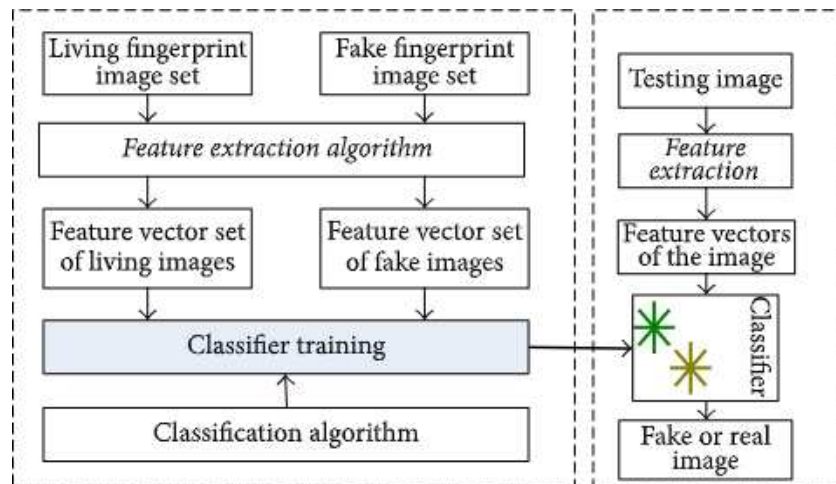 Living fingerprint
image set
Fake fingerprint
image set
Feature extraction algorithm
Feature vector set
of living images
Feature vector set
of fake images
Classifier training
Classification algorithm
Testing image
Feature
extraction
Feature vectors
of the image
Classifier
Fake or real
image